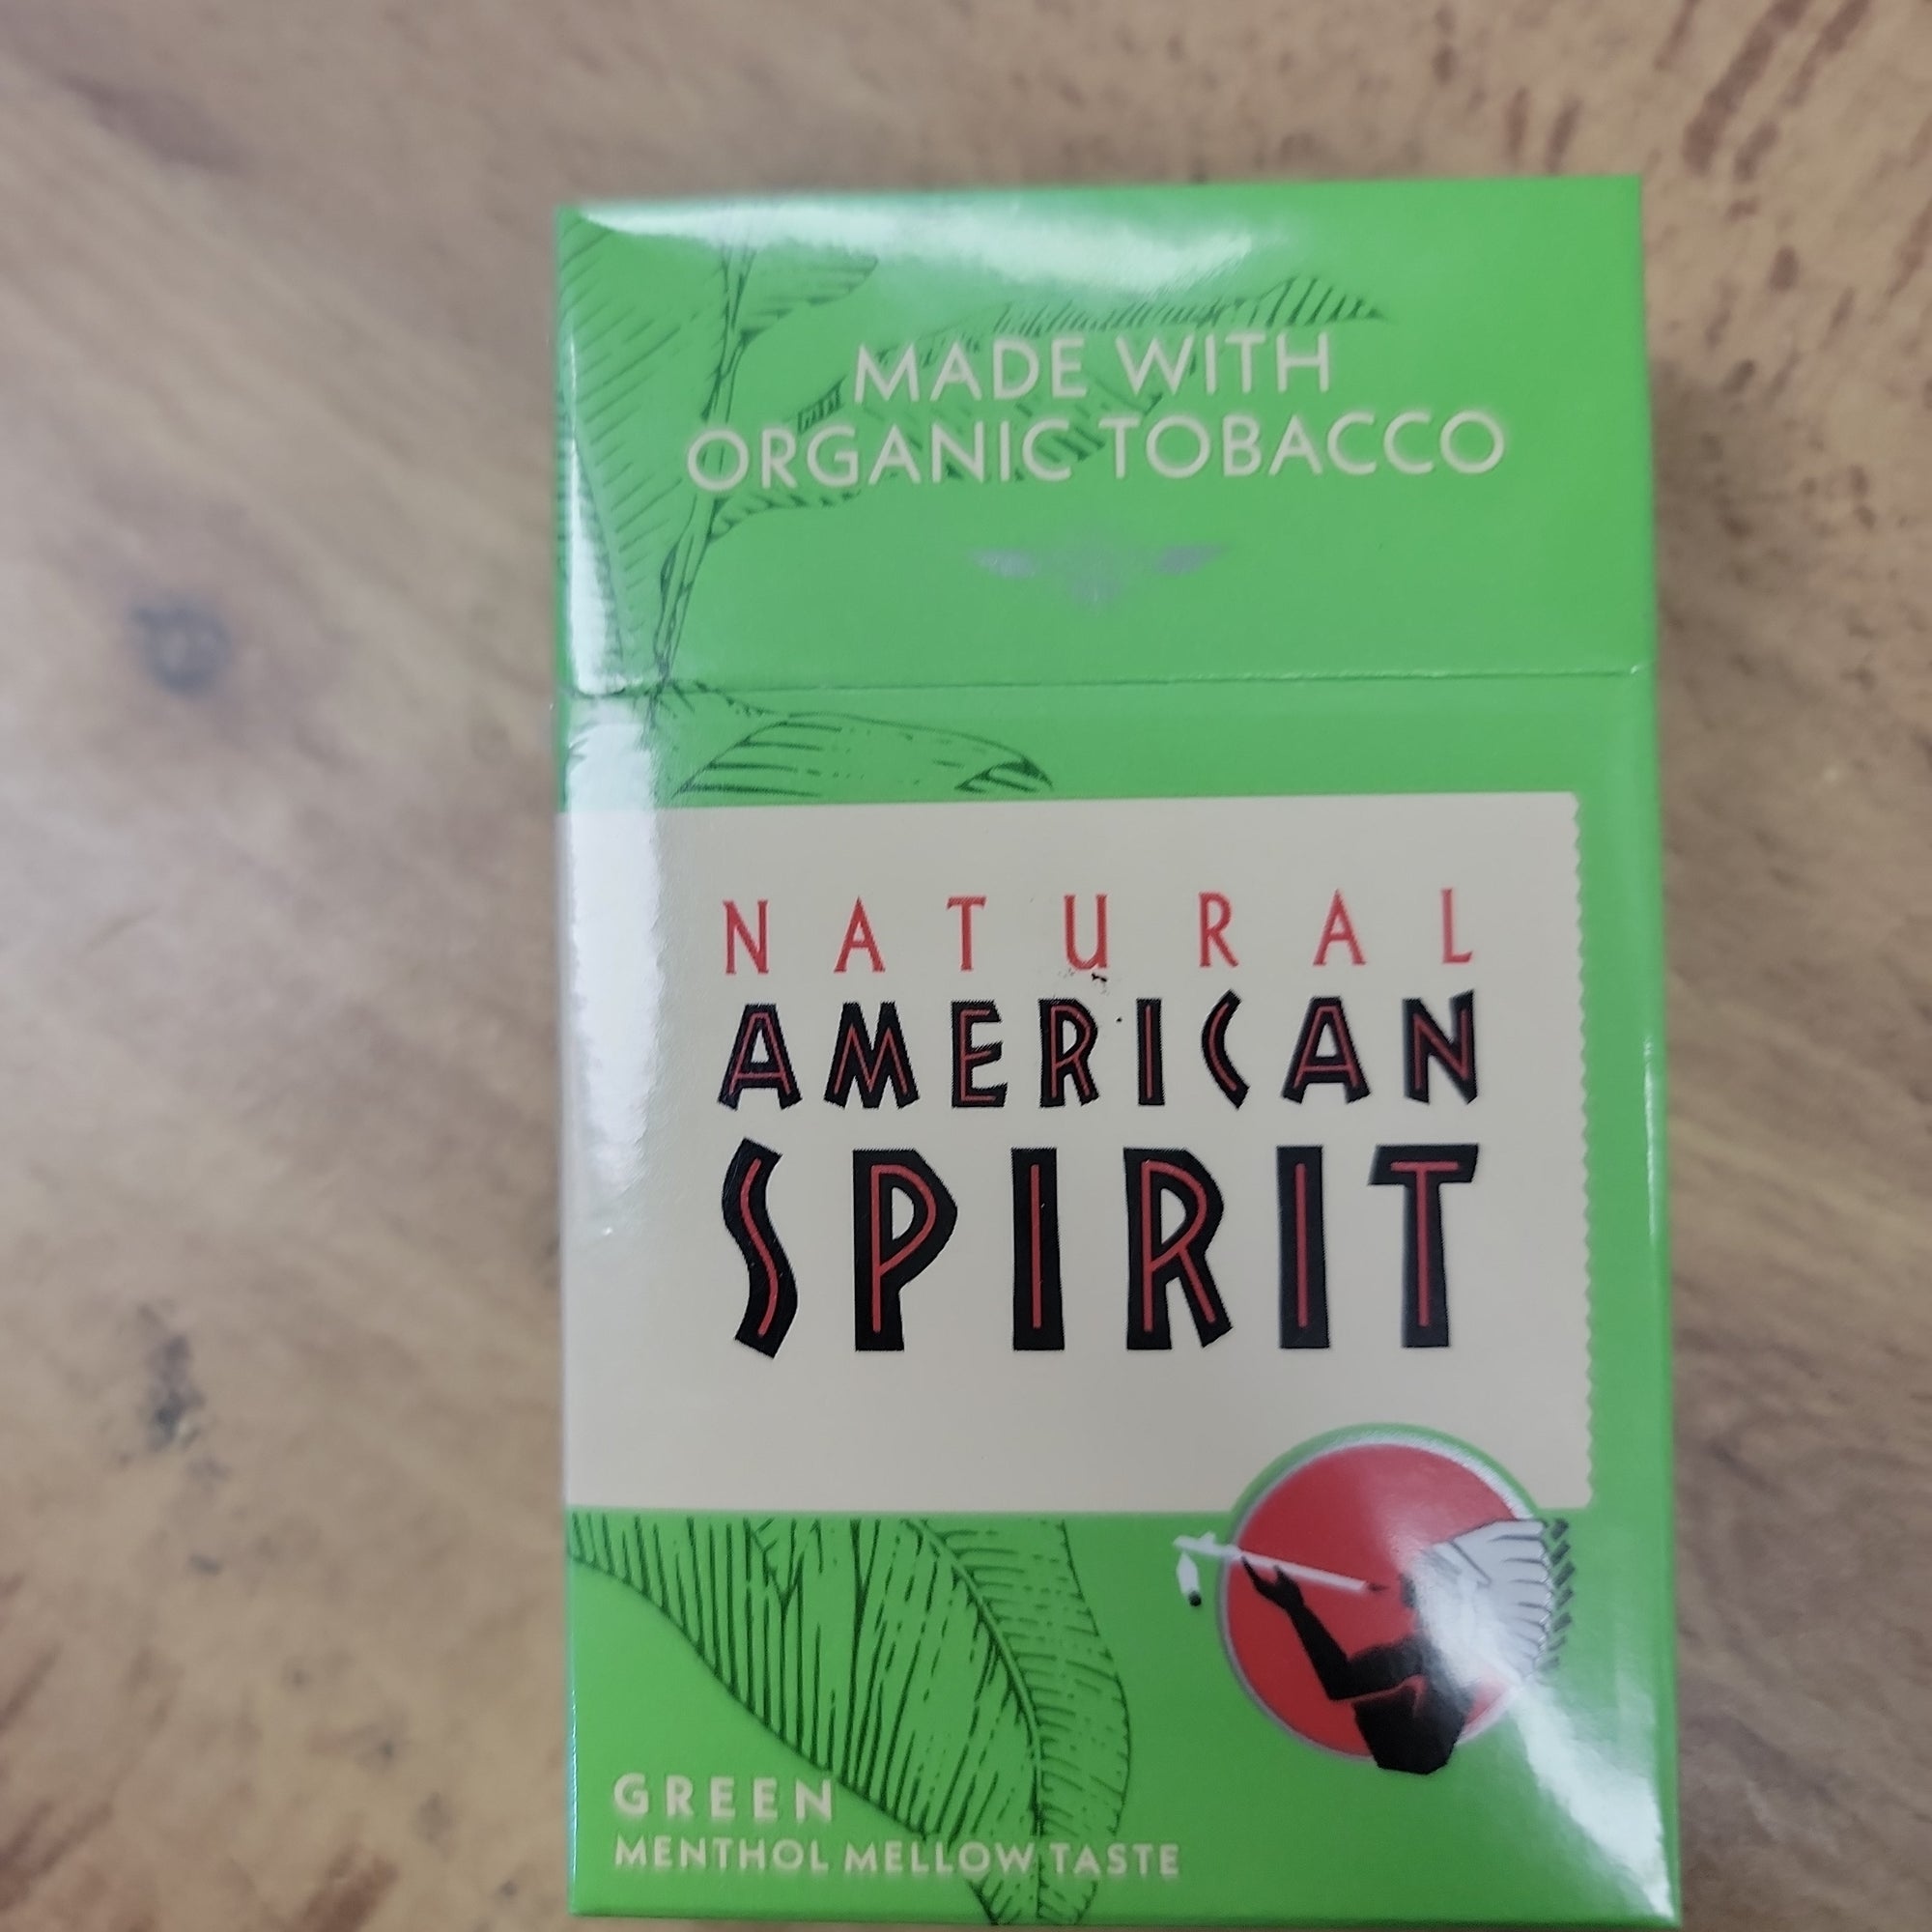 MADE WITH
ORGANIC TOBACCO
NATURAL
AMERICAN
SPIRIT
GREEN
MENTHOL MELLOW TASTE